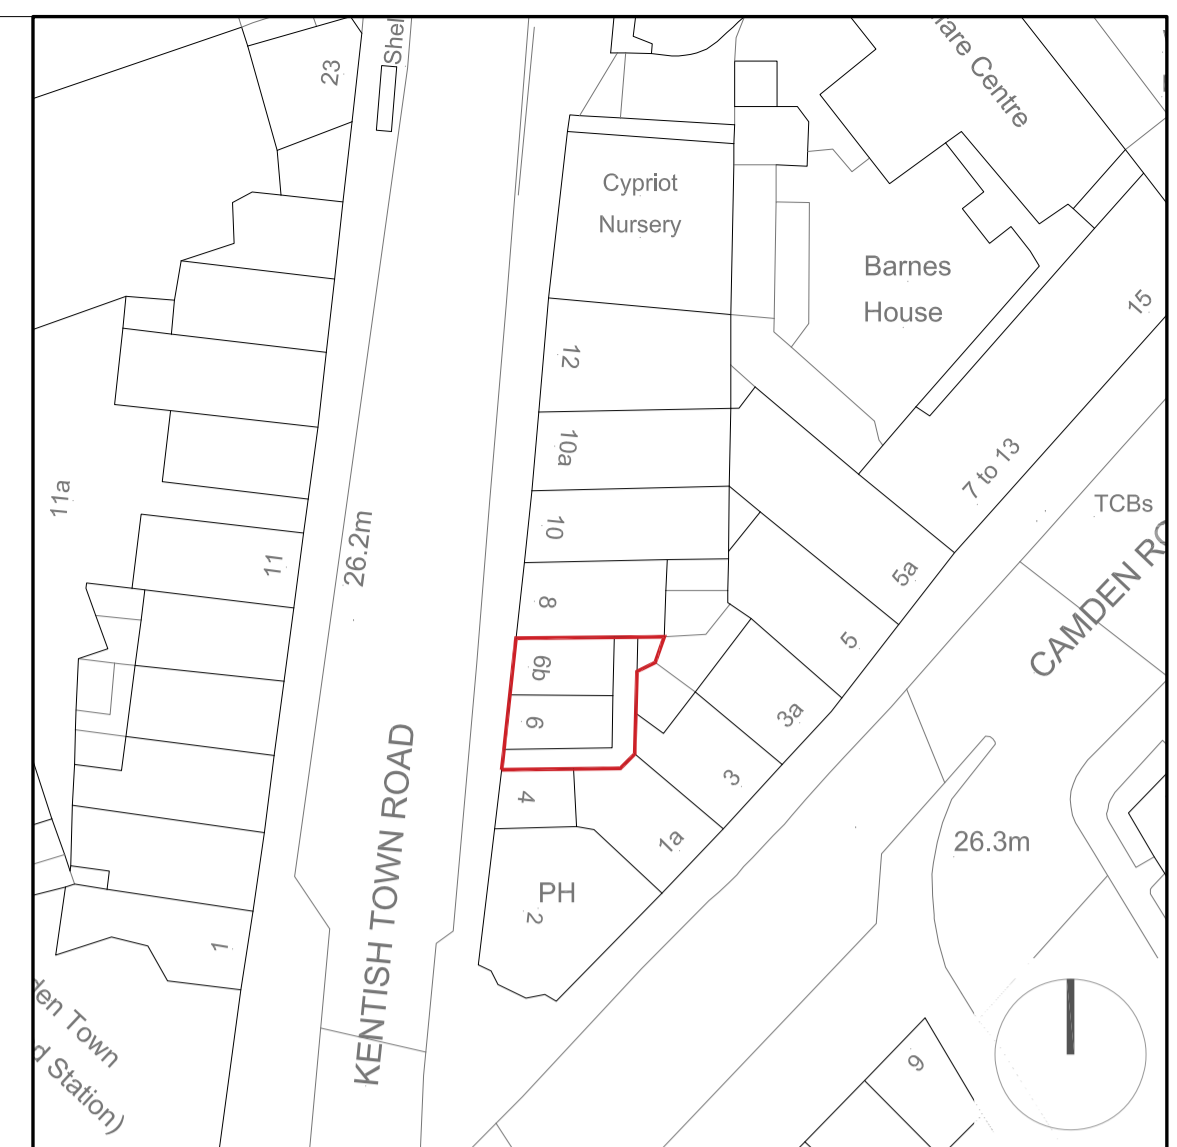 23
Shel
hare Centre
Cypriot
Nursery
Barnes
House
15
12
10a
7 to 13
11a
TCBs
26.2m
10
11
5a
CAMDEN RO
8
5
6b
6
3a
3
KENTISH TOWN ROAD
4
1a
26.3m
PH
2
1
den Town
d Station)
9